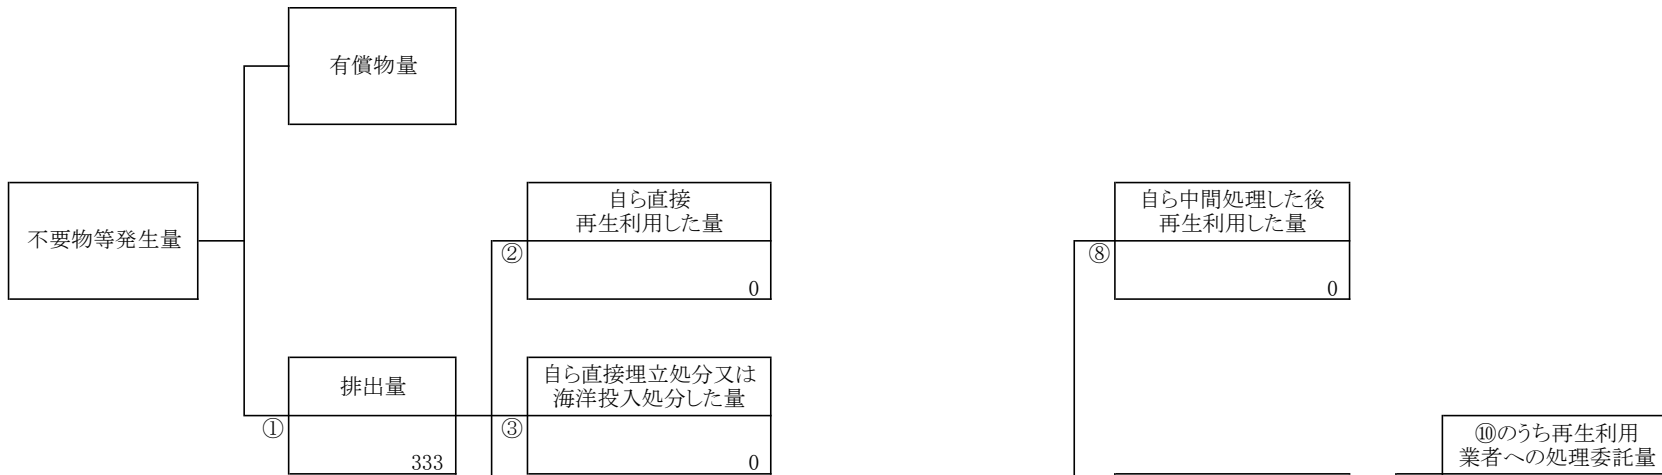 有償物量
不要物等発生量
自ら直接
再生利用した量
②
0
自ら中間処理した後
再生利用した量
⑧
0
排出量
①
333
自ら直接埋立処分又は
海洋投入処分した量
③
0
⑩のうち再生利用
業者への処理委託量